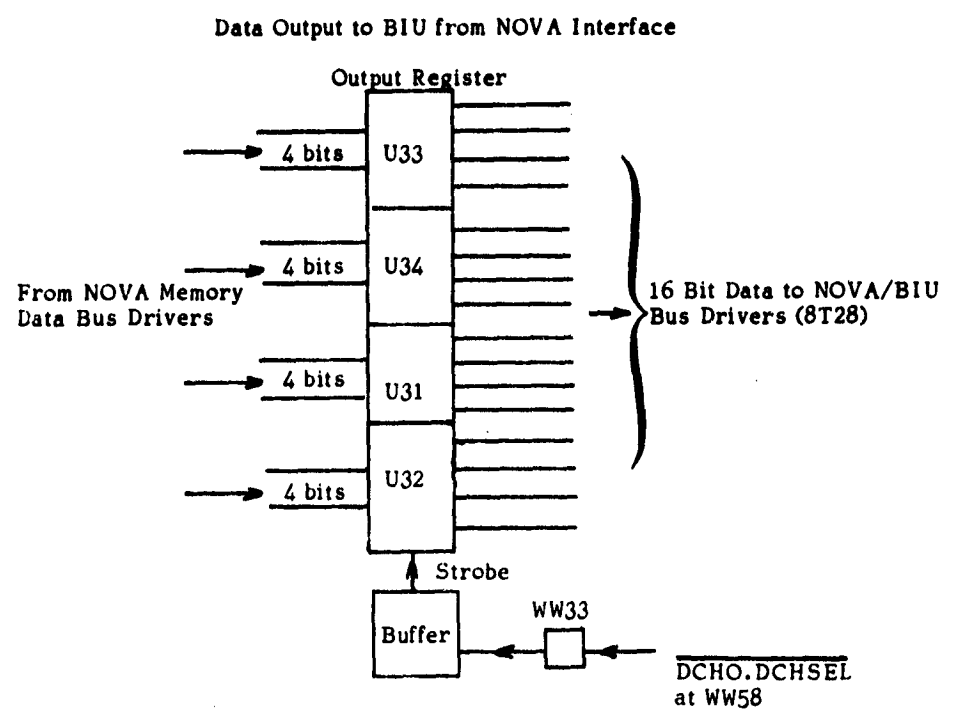 Data Output to BIU from NOVA Interface
Output Register
4 bits
U33
4 bits
U34
From NOVA Memory
Data Bus Drivers
16 Bit Data to NOVA/BIU
Bus Drivers (8T28)
4 bits
U31
4 bits
U32
Strobe
Buffer
WW33
DCHO.DCHSEL
at WW58